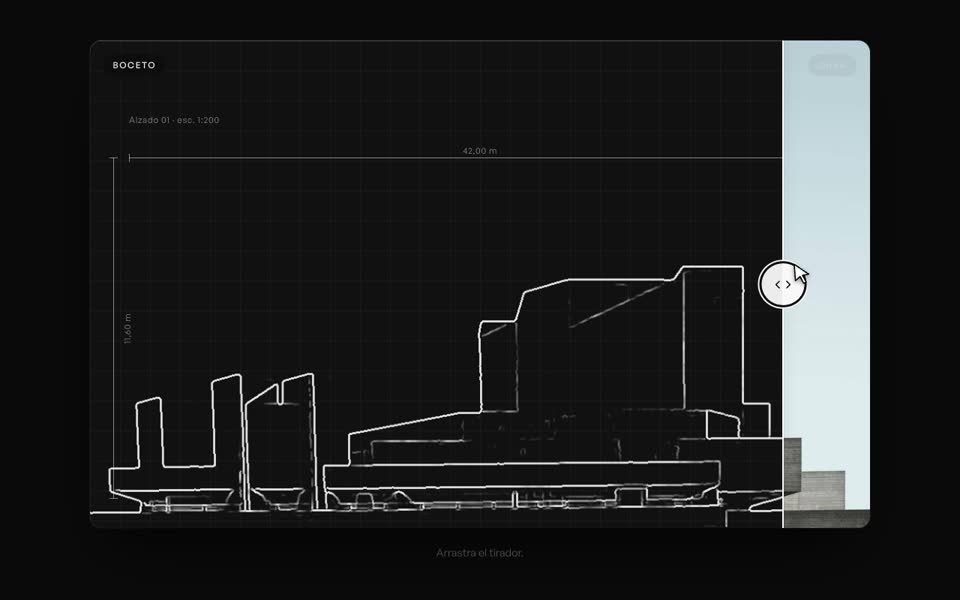 BOCETO
Alzado 01 · esc. 1:200
42,00 m
11,60 m
Arrastra el tirador.